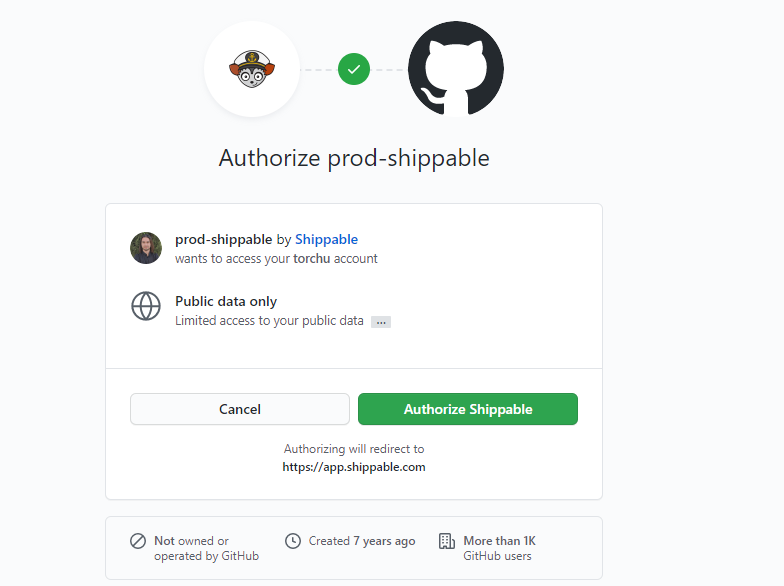 Authorize prod-shippable
prod-shippable by Shippable
wants to access your torchu account
Public data only
Limited access to your public data ...
Cancel
Authorize Shippable
Authorizing will redirect to
https://app.shippable.com
Not owned or
operated by GitHub
Created 7 years ago
More than 1K
GitHub users